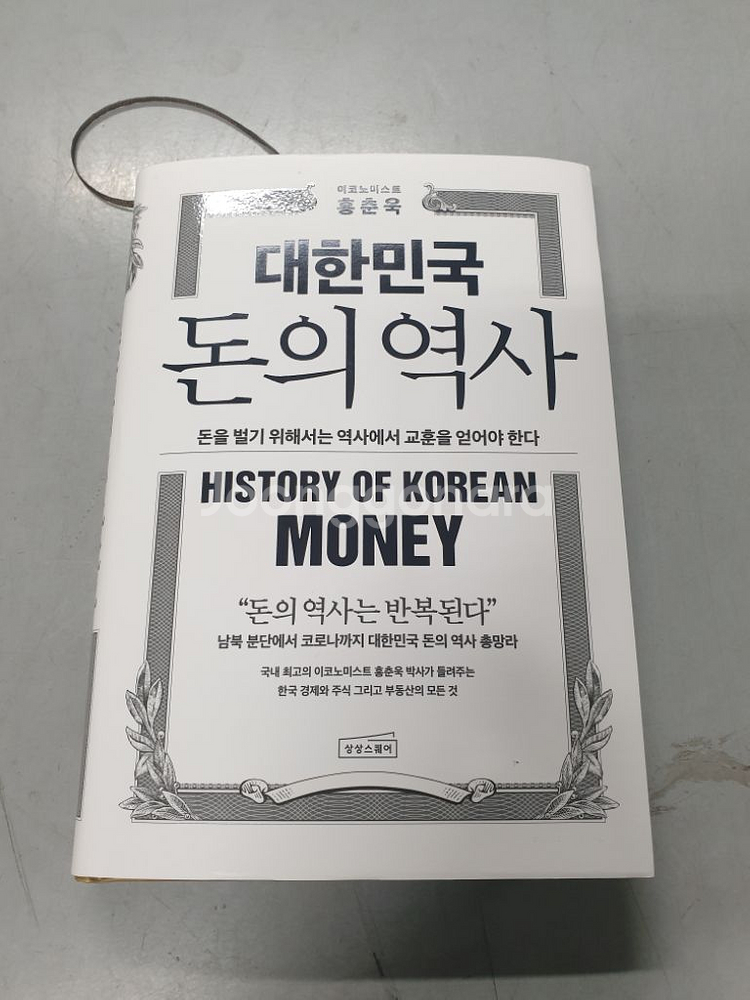 이코노미스트
홍춘욱
대한민국
돈의 역사
돈을 벌기 위해서는 역사에서 교훈을 얻어야 한다
HISTORY OF KOREAN
Joonggonara
MONEY
“돈의 역사는 반복된다”
남북 분단에서 코로나까지 대한민국 돈의 역사 총망라
국내 최고의 이코노미스트 홍춘욱 박사가 들려주는
한국 경제와 주식 그리고 부동산의 모든 것
상상스퀘어